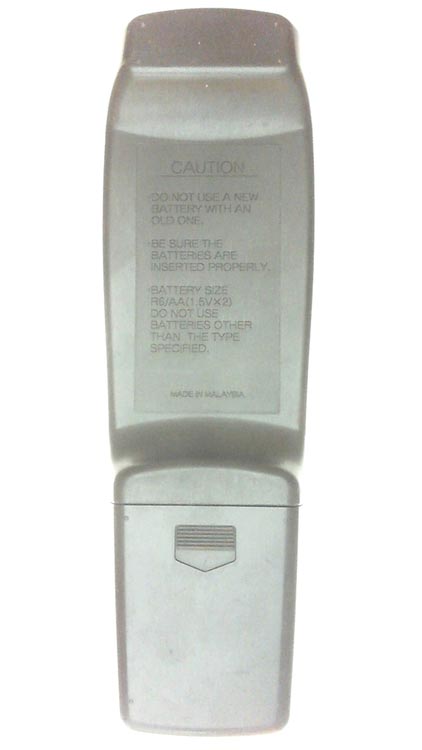 CAUTION
·DO NOT USE A NEW
BATTERY WITH AN
OLD ONE.
·BE SURE THE
BATTERIES ARE
INSERTED PROPERLY.
·BATTERY SIZE
R6/AA(1.5V×2)
DO NOT USE
BATTERIES OTHER
THAN THE TYPE
SPECIFIED.
MADE IN MALAYSIA